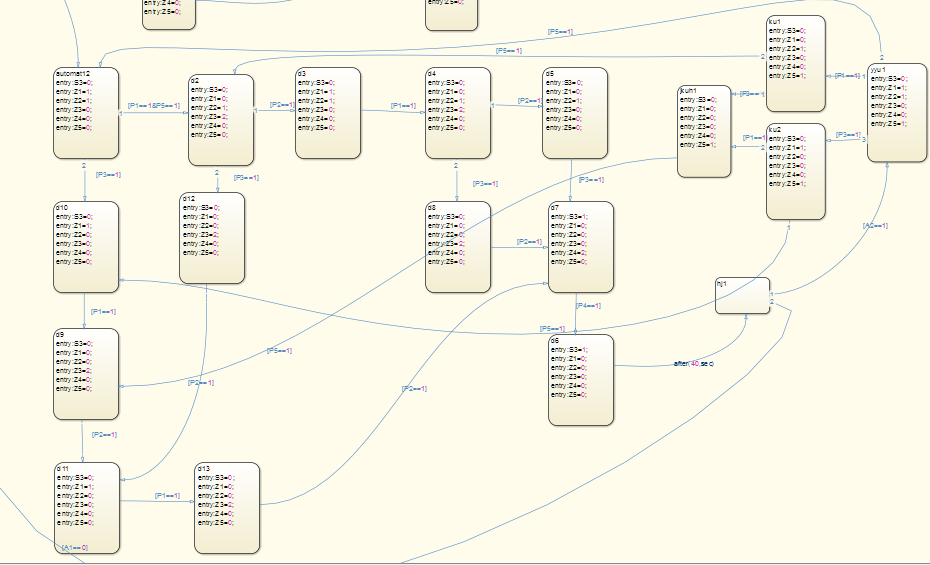 entry:Z4=0;
entry:Z5=0;
entry:Z5=0;
[P5==1]
[P5==1]
ku1
entry:S3=0;
entry:Z1=0;
entry:Z2=1;
entry:Z3=0;
entry:Z4=0;
entry:Z5=1;
2
2
automat12
entry:S3=0;
entry:Z1=1;
entry:Z2=1;
entry:Z3=0;
entry:Z4=0;
entry:Z5=0;
1
2
[P1==1&P5==1]
d2
entry:S3=0;
entry:Z1=0;
entry:Z2=1;
entry:Z3=2;
entry:Z4=0;
entry:Z5=0;
1
2
[P2==1]
d3
entry:S3=0;
entry:Z1=1;
entry:Z2=1;
entry:Z3=0;
entry:Z4=0;
entry:Z5=0;
[P1==1]
d4
entry:S3=0;
entry:Z1=0;
entry:Z2=1;
entry:Z3=2;
entry:Z4=0;
entry:Z5=0;
1
2
[P2==1]
d5
entry:S3=0;
entry:Z1=1;
entry:Z2=1;
entry:Z3=0;
entry:Z4=0;
entry:Z5=0;
kuh1
entry:S3=0;
entry:Z1=0;
entry:Z2=0;
entry:Z3=0;
entry:Z4=0;
entry:Z5=1;
[P3==1]
[P1==1]
2
ku2
entry:S3=0;
entry:Z1=1;
entry:Z2=0;
entry:Z3=0;
entry:Z4=0;
entry:Z5=1;
1
[P1==1]
1
[P3==1]
3
yyu1
entry:S3=0;
entry:Z1=1;
entry:Z2=1;
entry:Z3=0;
entry:Z4=0;
entry:Z5=1;
[P3==1]
[P3==1]
[P3==1]
[P3==1]
d10
entry:S3=0;
entry:Z1=1;
entry:Z2=0;
entry:Z3=0;
entry:Z4=0;
entry:Z5=0;
d12
entry:S3=0;
entry:Z1=0;
entry:Z2=0;
entry:Z3=2;
entry:Z4=0;
entry:Z5=0;
d8
entry:S3=0;
entry:Z1=0;
entry:Z2=0;
entry:Z3=2;
entry:Z4=0;
entry:Z5=0;
[P2==1]
d7
entry:S3=1;
entry:Z1=0;
entry:Z2=0;
entry:Z3=0;
entry:Z4=2;
entry:Z5=0;
[A2==1]
hj1
1
2
[P1==1]
[P4==1]
[P5==1]
d9
entry:S3=0;
entry:Z1=0;
entry:Z2=0;
entry:Z3=2;
entry:Z4=0;
entry:Z5=0;
[P5==1]
[P2==1]
[P2==1]
d6
entry:S3=1;
entry:Z1=0;
entry:Z2=0;
entry:Z3=0;
entry:Z4=0;
entry:Z5=0;
after(40,sec)
[P2==1]
d11
entry:S3=0;
entry:Z1=1;
entry:Z2=0;
entry:Z3=0;
entry:Z4=0;
entry:Z5=0;
[P1==1]
d13
entry:S3=0;
entry:Z1=0;
entry:Z2=0;
entry:Z3=2;
entry:Z4=0;
entry:Z5=0;
[A1==0]